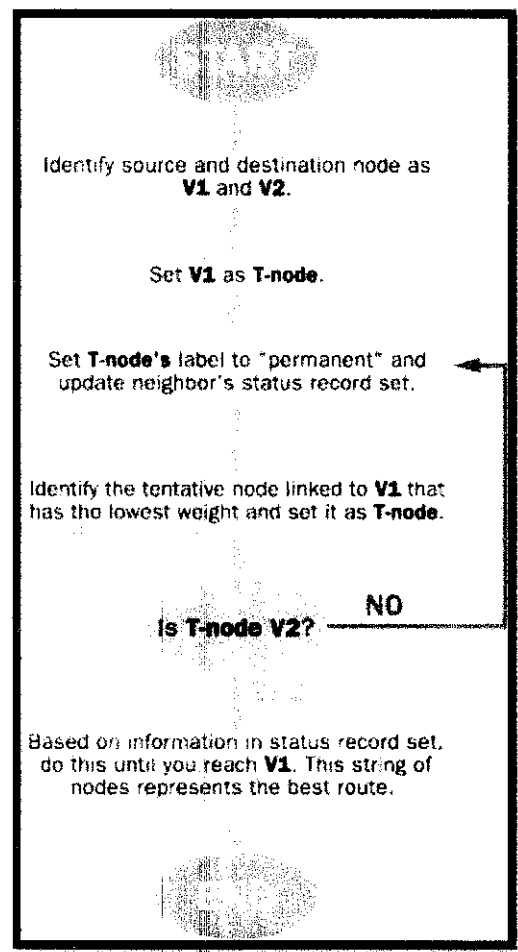 START
Identify source and destination node as
V1 and V2.
Set V1 as T-node.
Set T-node's label to "permanent" and
update neighbor's status record set.
Identify the tentative node linked to V1 that
has the lowest weight and set it as T-node.
Is T-node V2?
NO
Based on information in status record set,
do this until you reach V1. This string of
nodes represents the best route.